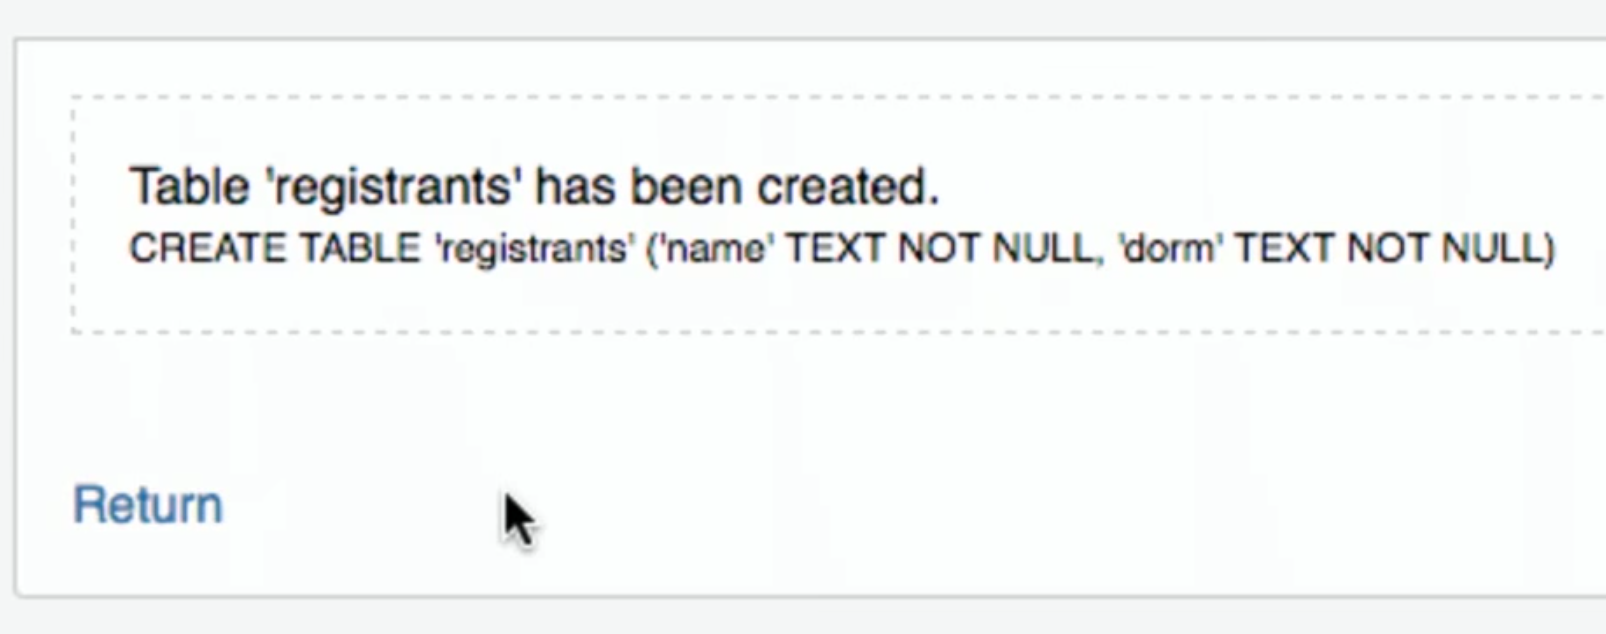 Table 'registrants' has been created.
CREATE TABLE 'registrants' ('name' TEXT NOT NULL, 'dorm' TEXT NOT NULL)
Return